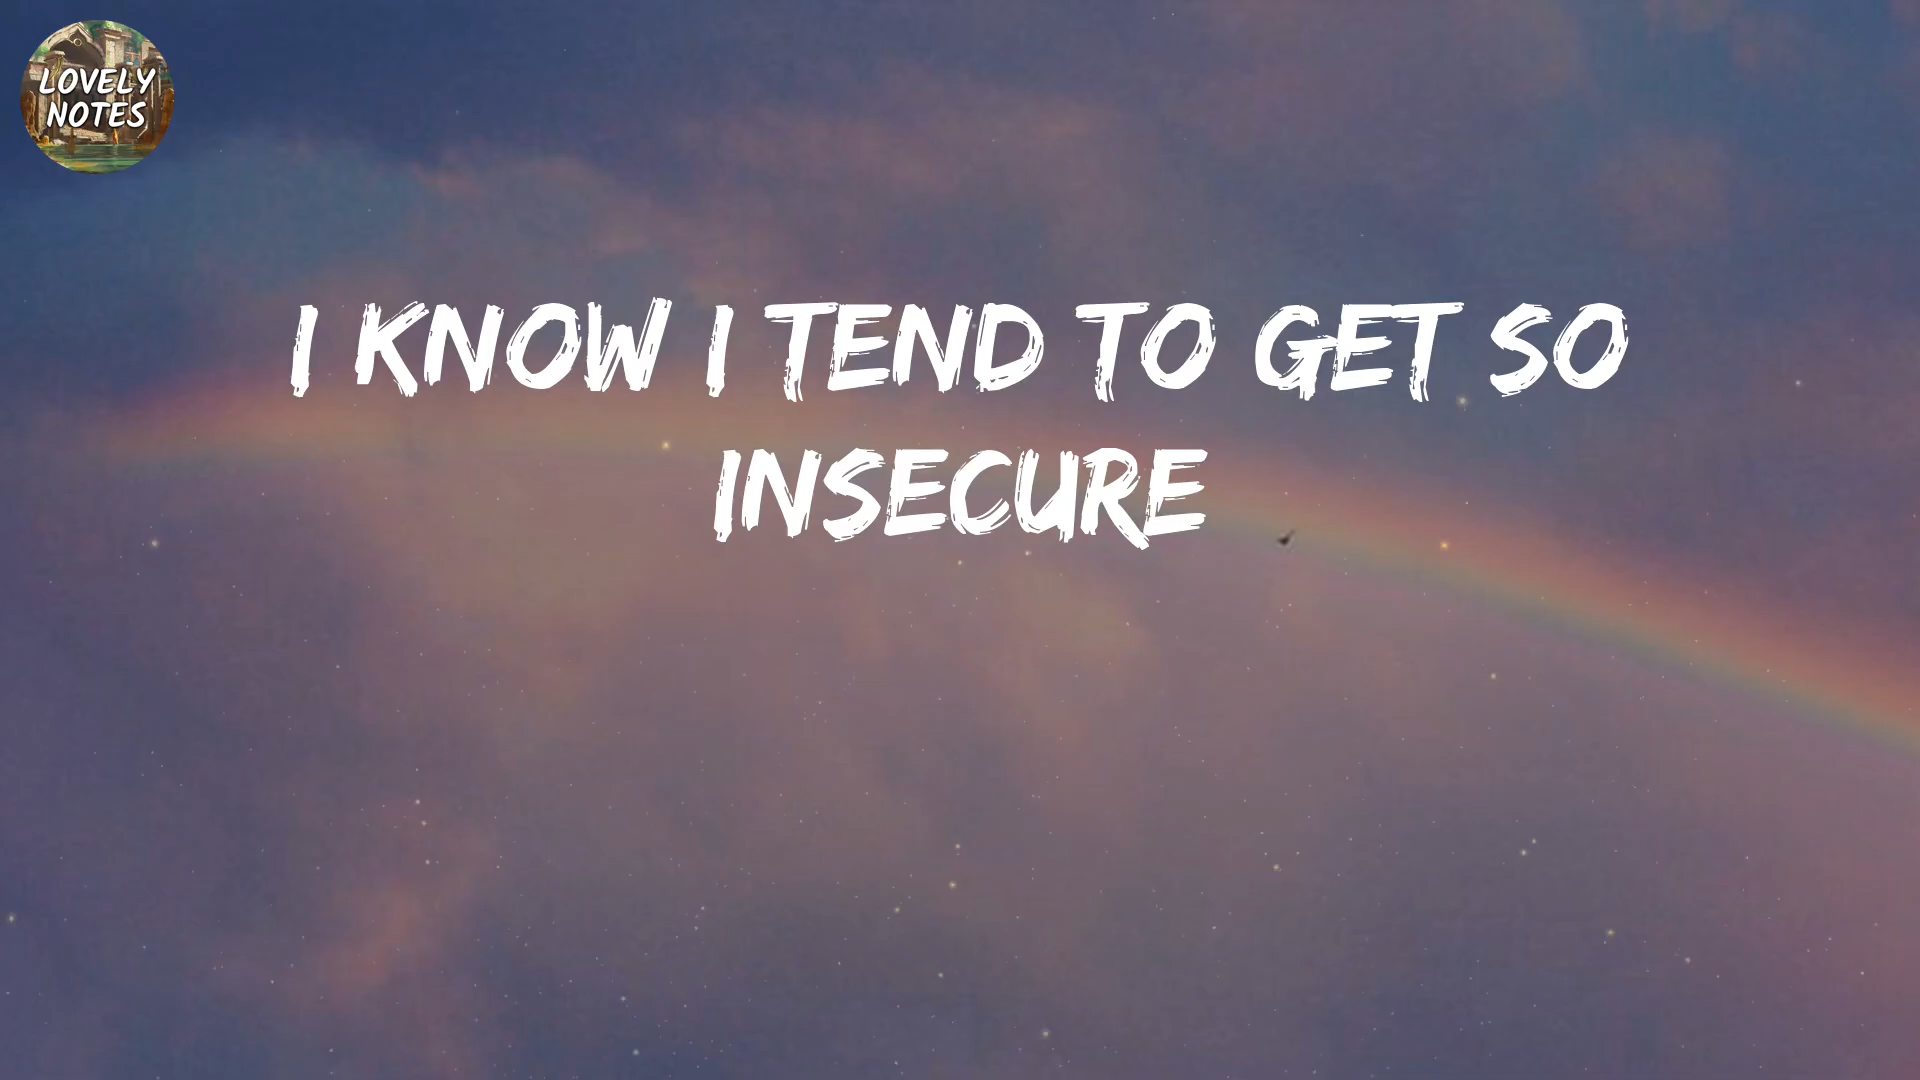 LOVELY
NOTES
I KNOW I TEND TO GET SO
INSECURE